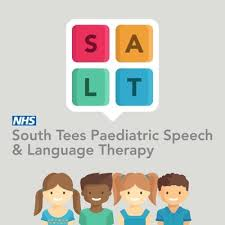 S A
L T
NHS
South Tees Paediatric Speech
& Language Therapy